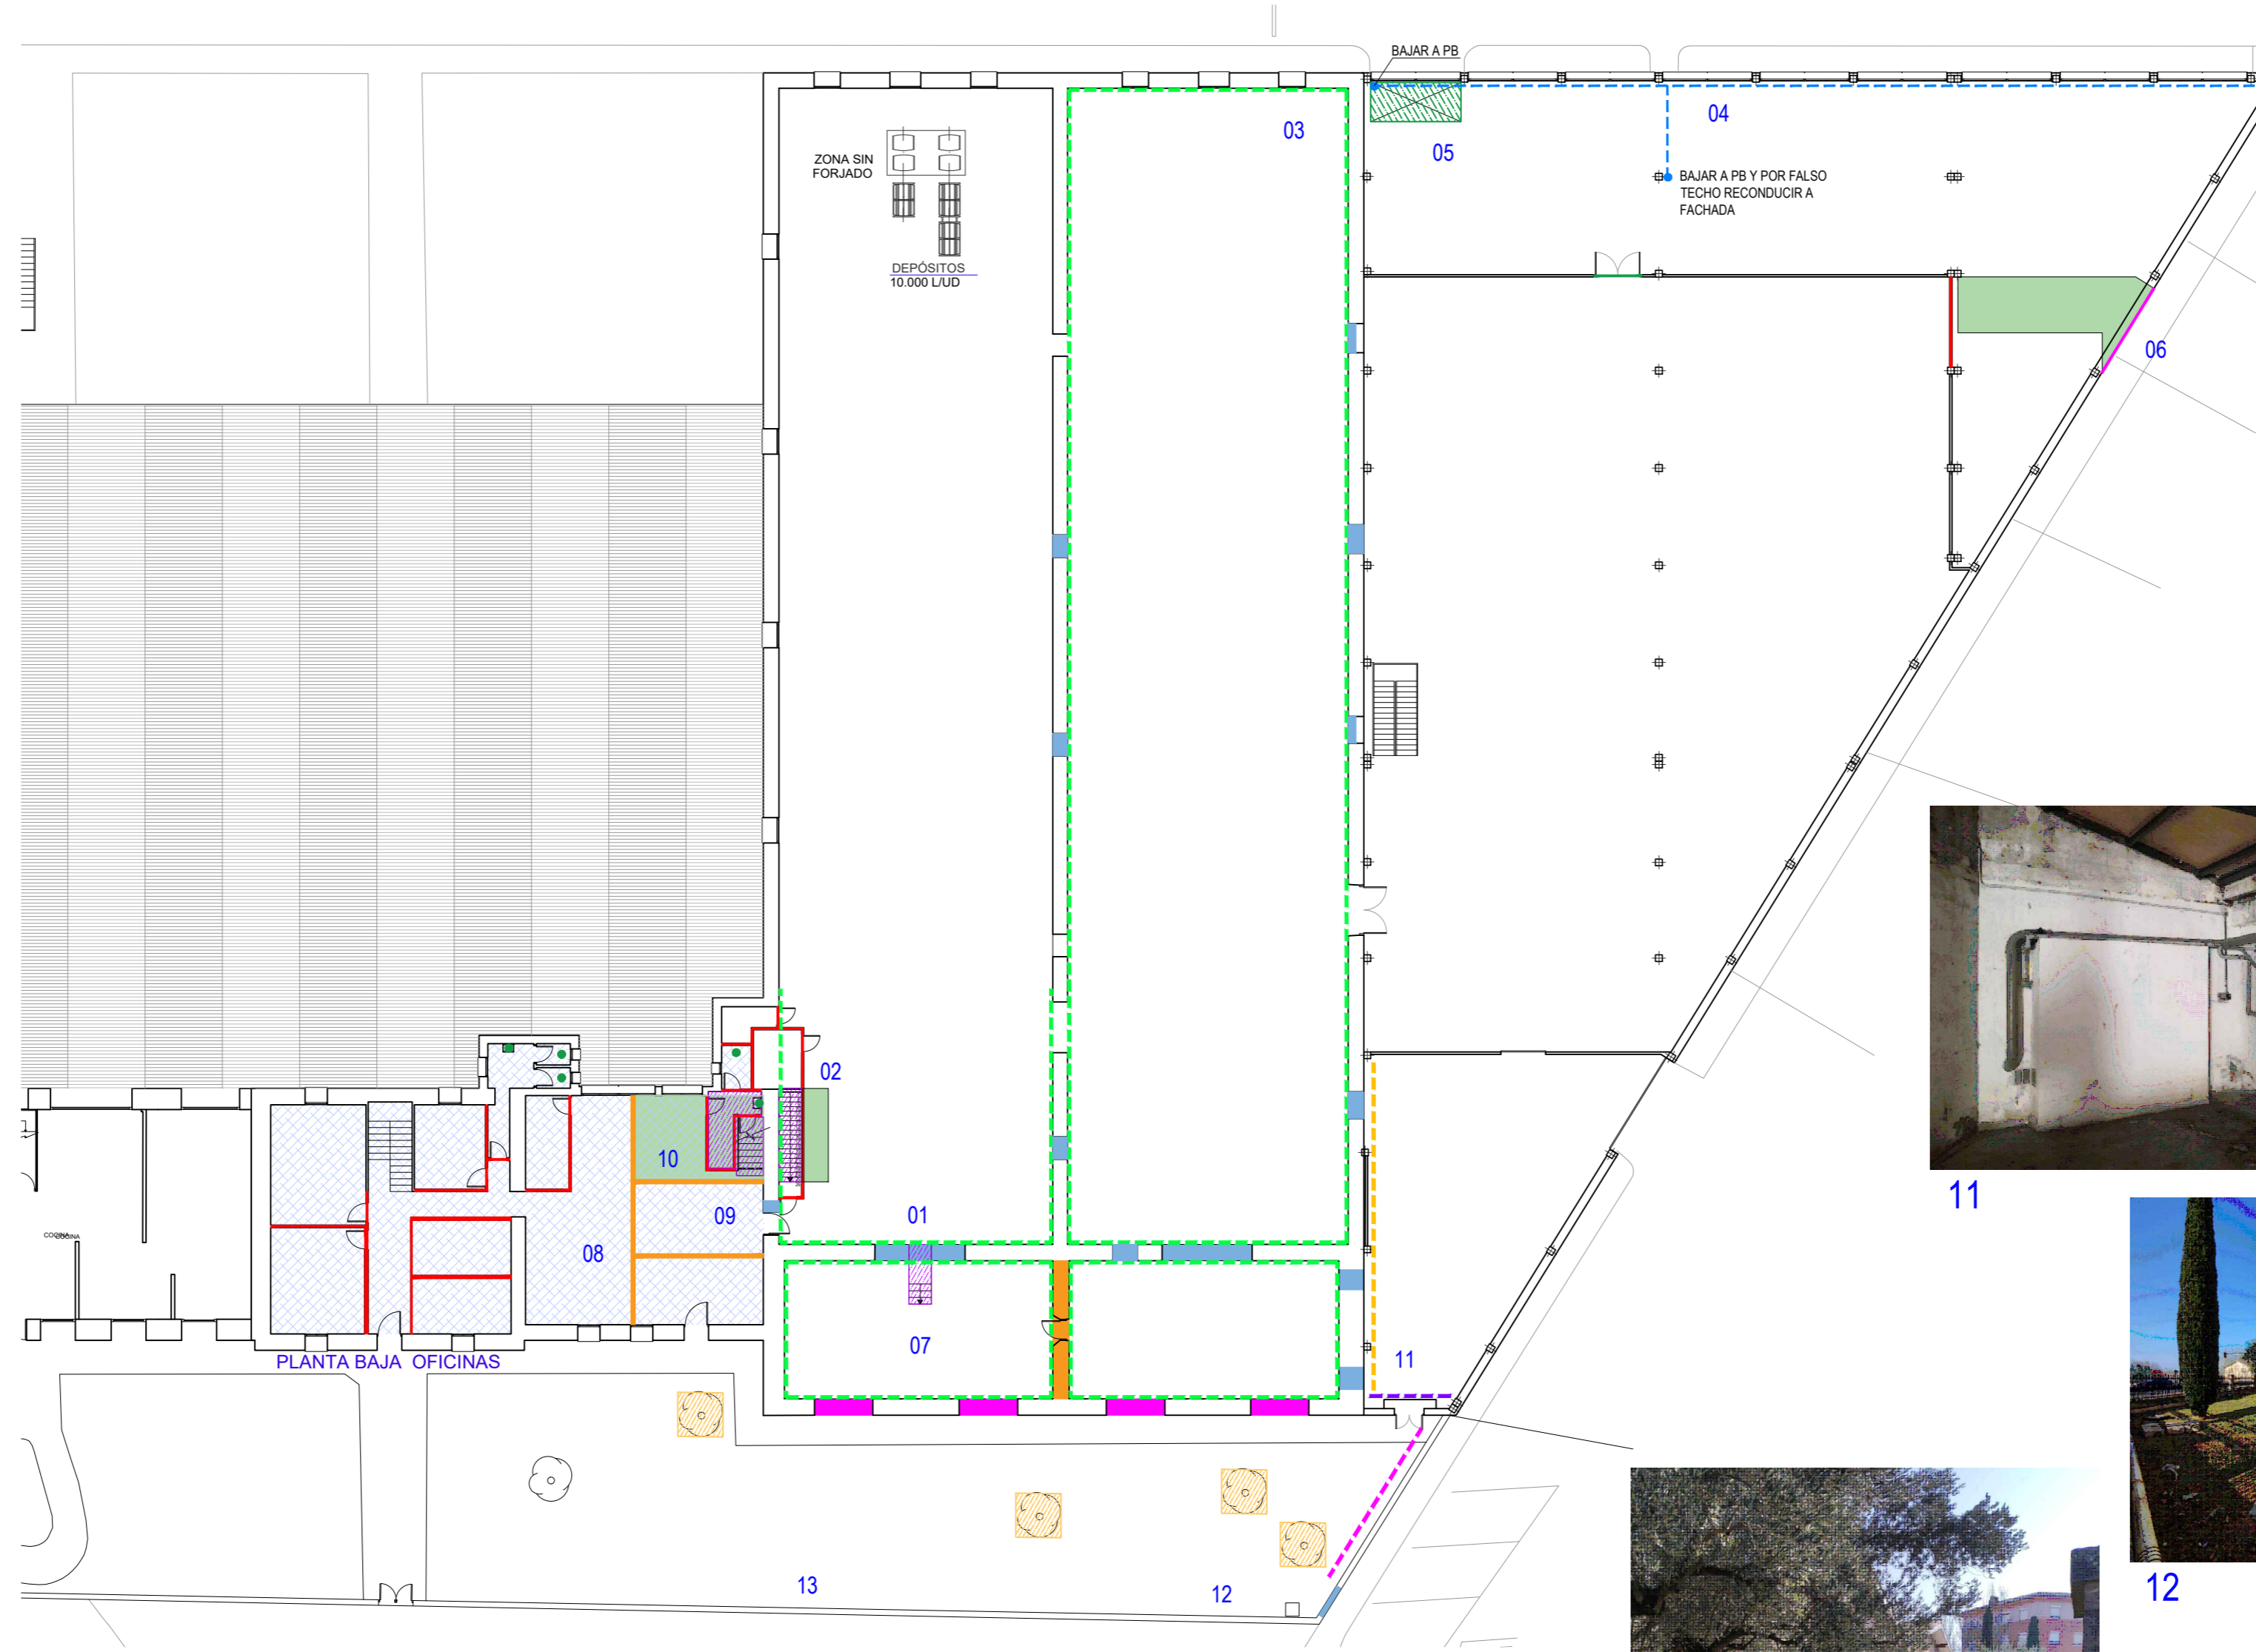 BAJAR A PB
03
04
05
ZONA SIN
FORJADO
BAJAR A PB Y POR FALSO
TECHO RECONDUCIR A
FACHADA
DEPÓSITOS
10.000 L/UD
06
02
10
09
01
08
07
11
PLANTA BAJA OFICINAS
13
12
11
12